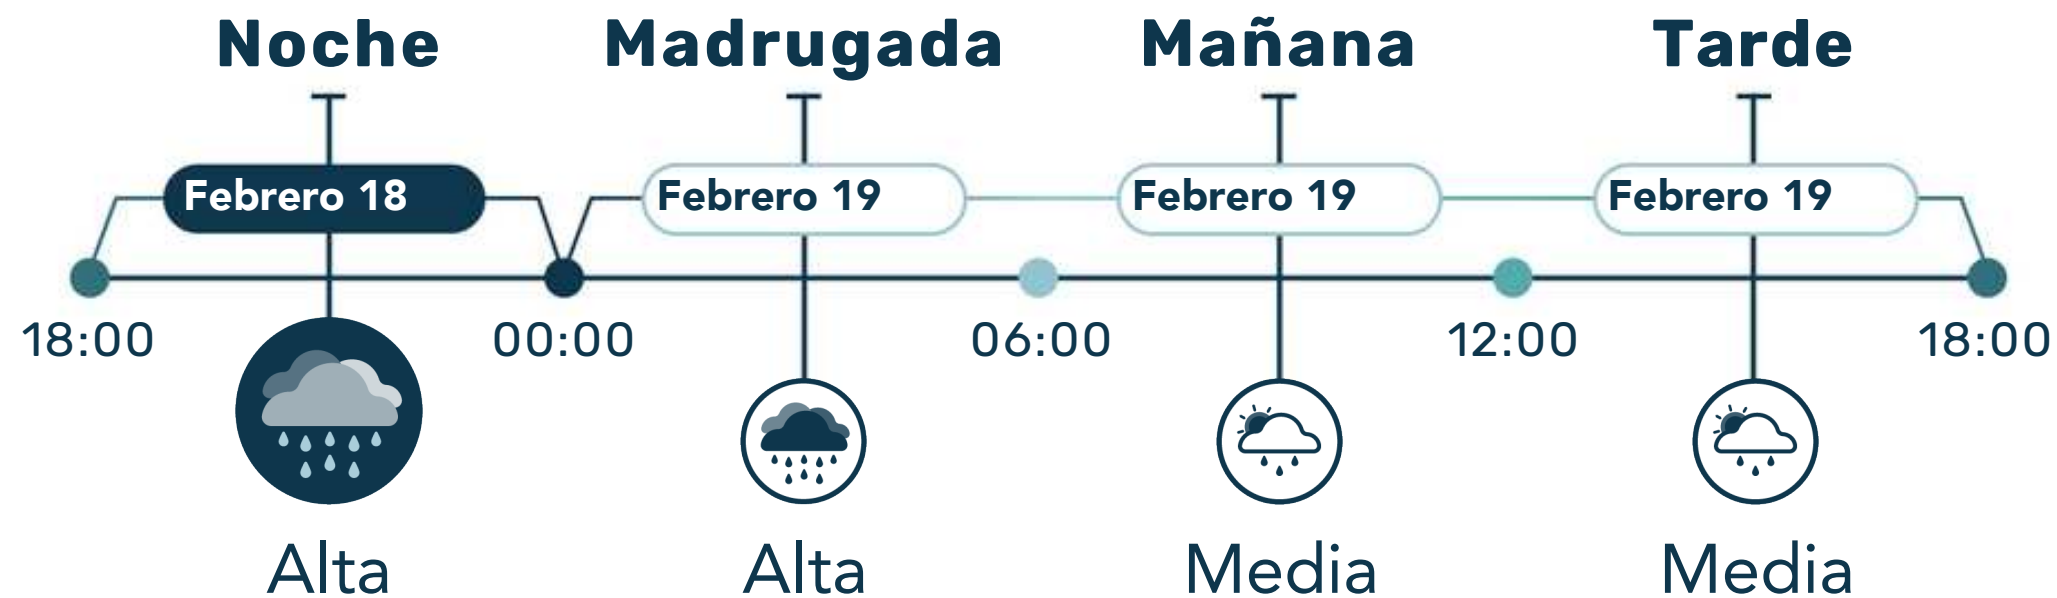 Noche Madrugada Mañana Tarde
Febrero 18 Febrero 19 Febrero 19 Febrero 19
18:00 00:00 06:00 12:00 18:00
Alta Alta Media Media